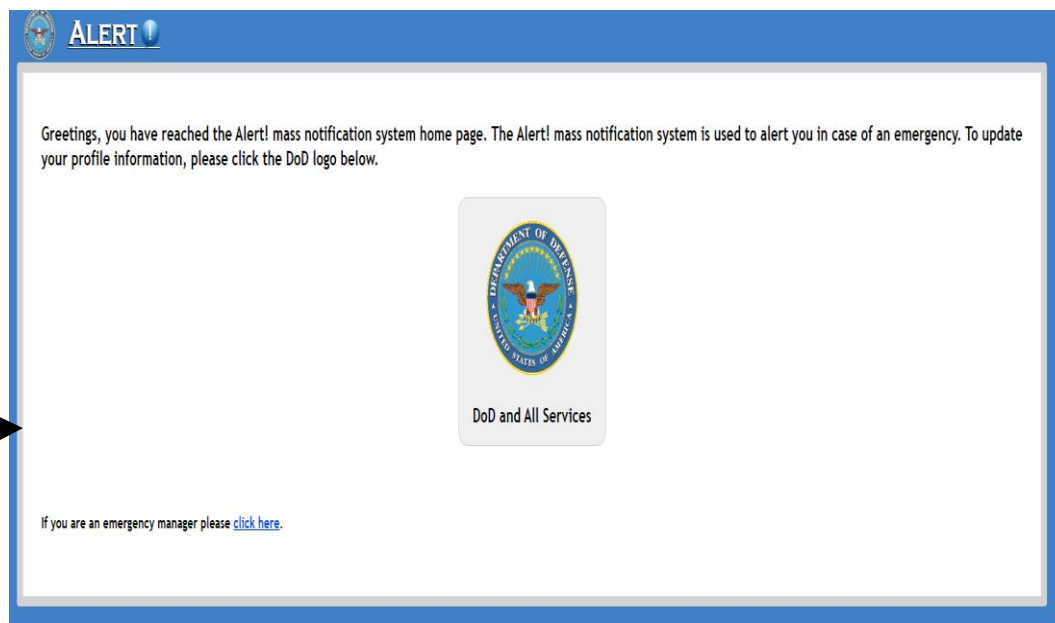 ALERT!
Greetings, you have reached the Alert! mass notification system home page. The Alert! mass notification system is used to alert you in case of an emergency. To update
your profile information, please click the DoD logo below.
DEPARTMENT OF DEFENSE
UNITED STATES OF AMERICA
DoD and All Services
If you are an emergency manager please click here.